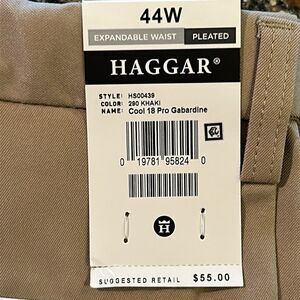 44W
EXPANDABLE WAIST PLEATED
HAGGAR®
STYLE: HS00439
COLOR: 290 KHAKI
NAME: Cool 18 Pro Gabardine
0 19781 95824 0
H
SUGGESTED RETAIL $55.00